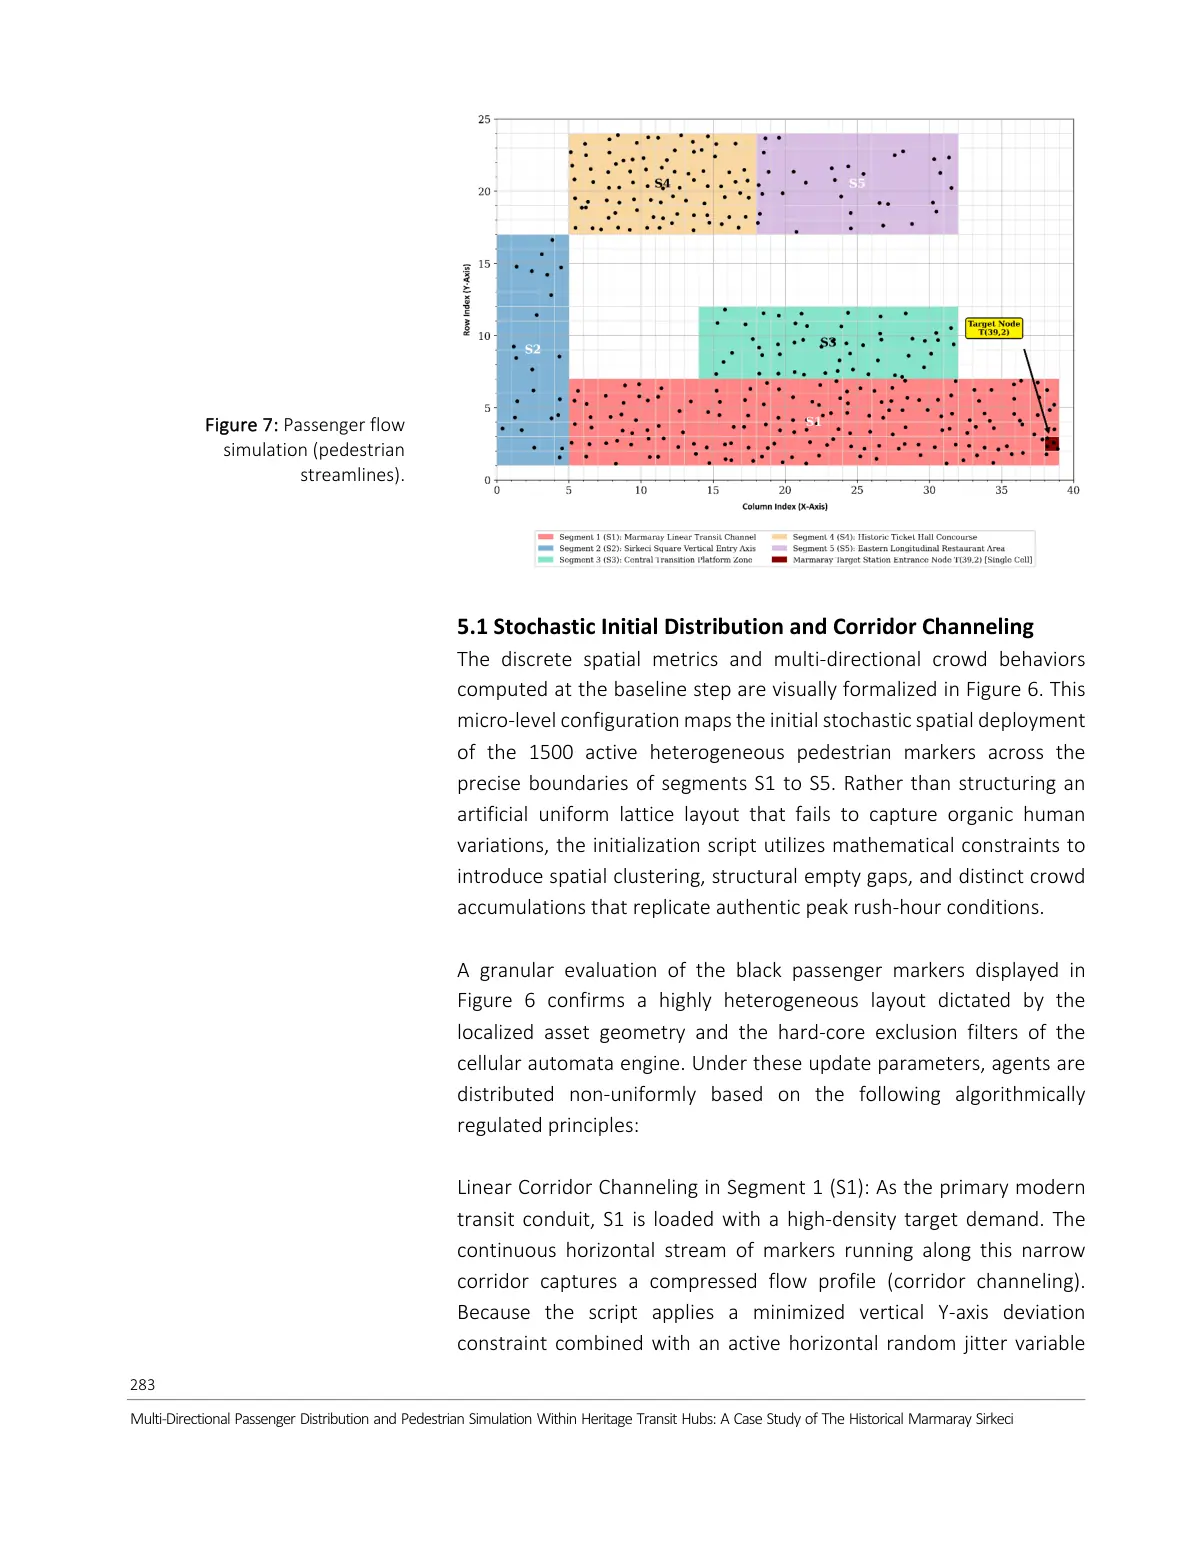 25
20
15
10
5
0
0 5 10 15 20 25 30 35 40
Row Index (Y-Axis)
Column Index (X-Axis)
S4
S5
S2
S3
S1
Target Node
T(39,2)
Segment 1 (S1): Marmaray Linear Transit Channel
Segment 2 (S2): Sirkeci Square Vertical Entry Axis
Segment 3 (S3): Central Transition Platform Zone
Segment 4 (S4): Historic Ticket Hall Concourse
Segment 5 (S5): Eastern Longitudinal Restaurant Area
Marmaray Target Station Entrance Node T(39,2) [Single Cell]
Figure 7: Passenger flow
simulation (pedestrian
streamlines).
5.1 Stochastic Initial Distribution and Corridor Channeling
The discrete spatial metrics and multi-directional crowd behaviors
computed at the baseline step are visually formalized in Figure 6. This
micro-level configuration maps the initial stochastic spatial deployment
of the 1500 active heterogeneous pedestrian markers across the
precise boundaries of segments S1 to S5. Rather than structuring an
artificial uniform lattice layout that fails to capture organic human
variations, the initialization script utilizes mathematical constraints to
introduce spatial clustering, structural empty gaps, and distinct crowd
accumulations that replicate authentic peak rush-hour conditions.
A granular evaluation of the black passenger markers displayed in
Figure 6 confirms a highly heterogeneous layout dictated by the
localized asset geometry and the hard-core exclusion filters of the
cellular automata engine. Under these update parameters, agents are
distributed non-uniformly based on the following algorithmically
regulated principles:
Linear Corridor Channeling in Segment 1 (S1): As the primary modern
transit conduit, S1 is loaded with a high-density target demand. The
continuous horizontal stream of markers running along this narrow
corridor captures a compressed flow profile (corridor channeling).
Because the script applies a minimized vertical Y-axis deviation
constraint combined with an active horizontal random jitter variable
283
Multi-Directional Passenger Distribution and Pedestrian Simulation Within Heritage Transit Hubs: A Case Study of The Historical Marmaray Sirkeci